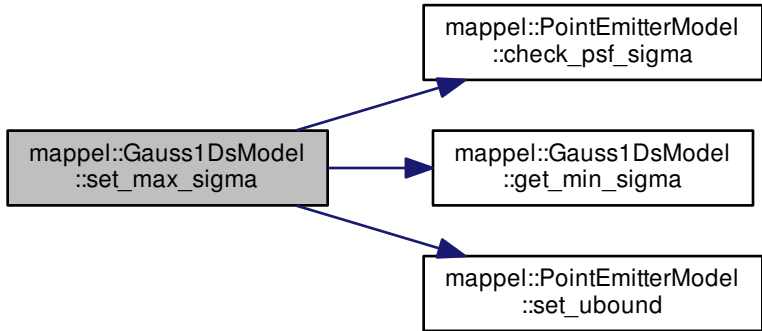 mappel::PointEmitterModel
::check_psf_sigma
mappel::Gauss1DsModel
::set_max_sigma
mappel::Gauss1DsModel
::get_min_sigma
mappel::PointEmitterModel
::set_ubound